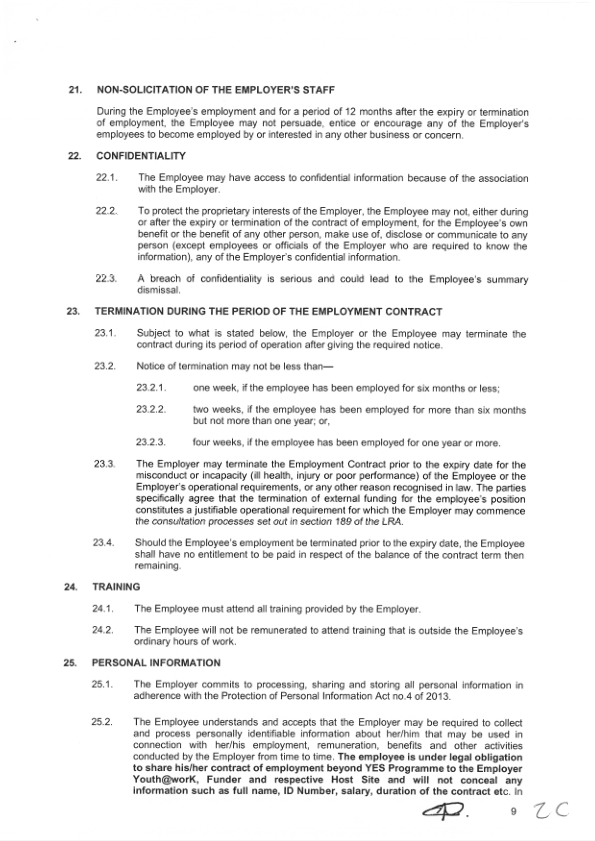 21. NON-SOLICITATION OF THE EMPLOYER'S STAFF
During the Employee's employment and for a period of 12 months after the expiry or termination
of employment, the Employee may not persuade, entice or encourage any of the Employer's
employees to become employed by or interested in any other business or concern.
22. CONFIDENTIALITY
22.1. The Employee may have access to confidential information because of the association
with the Employer.
22.2. To protect the proprietary interests of the Employer, the Employee may not, either during
or after the expiry or termination of the contract of employment, for the Employee's own
benefit or the benefit of any other person, make use of, disclose or communicate to any
person (except employees or officials of the Employer who are required to know the
information), any of the Employer's confidential information.
22.3. A breach of confidentiality is serious and could lead to the Employee's summary
dismissal.
23. TERMINATION DURING THE PERIOD OF THE EMPLOYMENT CONTRACT
23.1. Subject to what is stated below, the Employer or the Employee may terminate the
contract during its period of operation after giving the required notice.
23.2. Notice of termination may not be less than—
23.2.1. one week, if the employee has been employed for six months or less;
23.2.2. two weeks, if the employee has been employed for more than six months
but not more than one year; or,
23.2.3. four weeks, if the employee has been employed for one year or more.
23.3. The Employer may terminate the Employment Contract prior to the expiry date for the
misconduct or incapacity (ill health, injury or poor performance) of the Employee or the
Employer's operational requirements, or any other reason recognised in law. The parties
specifically agree that the termination of external funding for the employee's position
constitutes a justifiable operational requirement for which the Employer may commence
the consultation processes set out in section 189 of the LRA.
23.4. Should the Employee's employment be terminated prior to the expiry date, the Employee
shall have no entitlement to be paid in respect of the balance of the contract term then
remaining.
24. TRAINING
24.1. The Employee must attend all training provided by the Employer.
24.2. The Employee will not be remunerated to attend training that is outside the Employee's
ordinary hours of work.
25. PERSONAL INFORMATION
25.1. The Employer commits to processing, sharing and storing all personal information in
adherence with the Protection of Personal Information Act no.4 of 2013.
25.2. The Employee understands and accepts that the Employer may be required to collect
and process personally identifiable information about her/him that may be used in
connection with her/his employment, remuneration, benefits and other activities
conducted by the Employer from time to time. The employee is under legal obligation
to share his/her contract of employment beyond YES Programme to the Employer
Youth@worK, Funder and respective Host Site and will not conceal any
information such as full name, ID Number, salary, duration of the contract etc. In
9 ZC